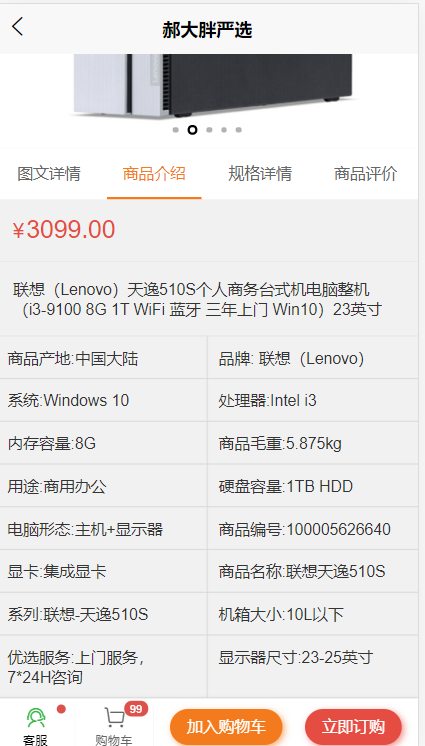 郝大胖严选
图文详情 商品介绍 规格详情 商品评价
¥3099.00
联想（Lenovo）天逸510S个人商务台式机电脑整机
（i3-9100 8G 1T WiFi 蓝牙 三年上门 Win10）23英寸
商品产地:中国大陆 品牌: 联想（Lenovo）
系统:Windows 10 处理器:Intel i3
内存容量:8G 商品毛重:5.875kg
用途:商用办公 硬盘容量:1TB HDD
电脑形态:主机+显示器 商品编号:100005626640
显卡:集成显卡 商品名称:联想天逸510S
系列:联想-天逸510S 机箱大小:10L以下
优选服务:上门服务， 显示器尺寸:23-25英寸
7*24H咨询
99
客服 购物车 加入购物车 立即订购